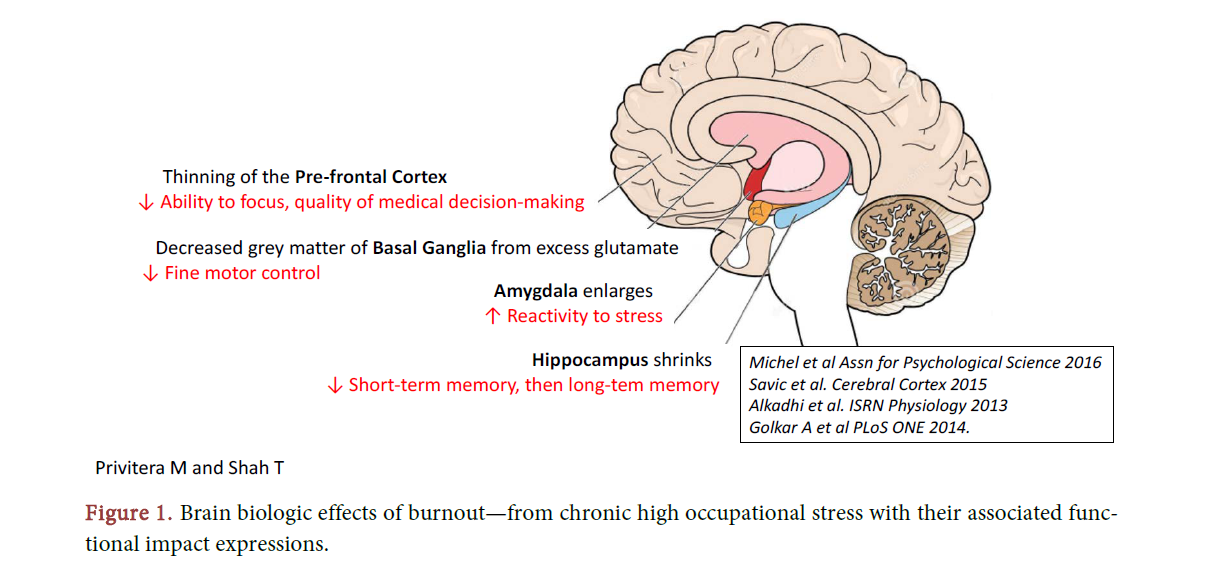 Thinning of the Pre-frontal Cortex
↓ Ability to focus, quality of medical decision-making
Decreased grey matter of Basal Ganglia from excess glutamate
↓ Fine motor control
Amygdala enlarges
↑ Reactivity to stress
Hippocampus shrinks
↓ Short-term memory, then long-tem memory
Michel et al Assn for Psychological Science 2016
Savic et al. Cerebral Cortex 2015
Alkadhi et al. ISRN Physiology 2013
Golkar A et al PLoS ONE 2014.
Privitera M and Shah T
Figure 1. Brain biologic effects of burnout—from chronic high occupational stress with their associated func-
tional impact expressions.